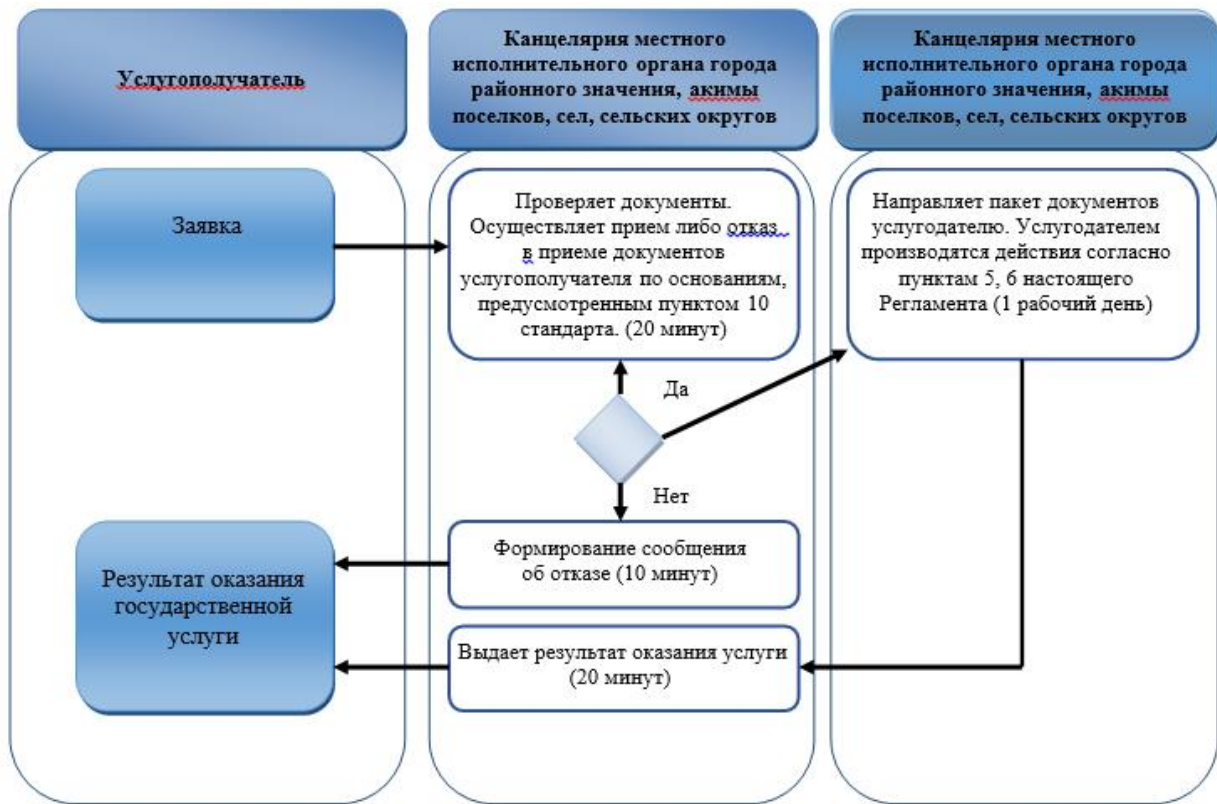 Услугополучатель
Канцелярия местного
исполнительного органа города
районного значения, акимы
поселков, сел, сельских округов
Канцелярия местного
исполнительного органа города
районного значения, акимы
поселков, сел, сельских округов
Заявка
Проверяет документы.
Осуществляет прием либо отказ
в приеме документов
услугополучателя по основаниям,
предусмотренным пунктом 10
стандарта. (20 минут)
Направляет пакет документов
услугодателю. Услугодателем
производятся действия согласно
пунктам 5, 6 настоящего
Регламента (1 рабочий день)
Да
Нет
Формирование сообщения
об отказе (10 минут)
Результат оказания
государственной
услуги
Выдает результат оказания услуги
(20 минут)